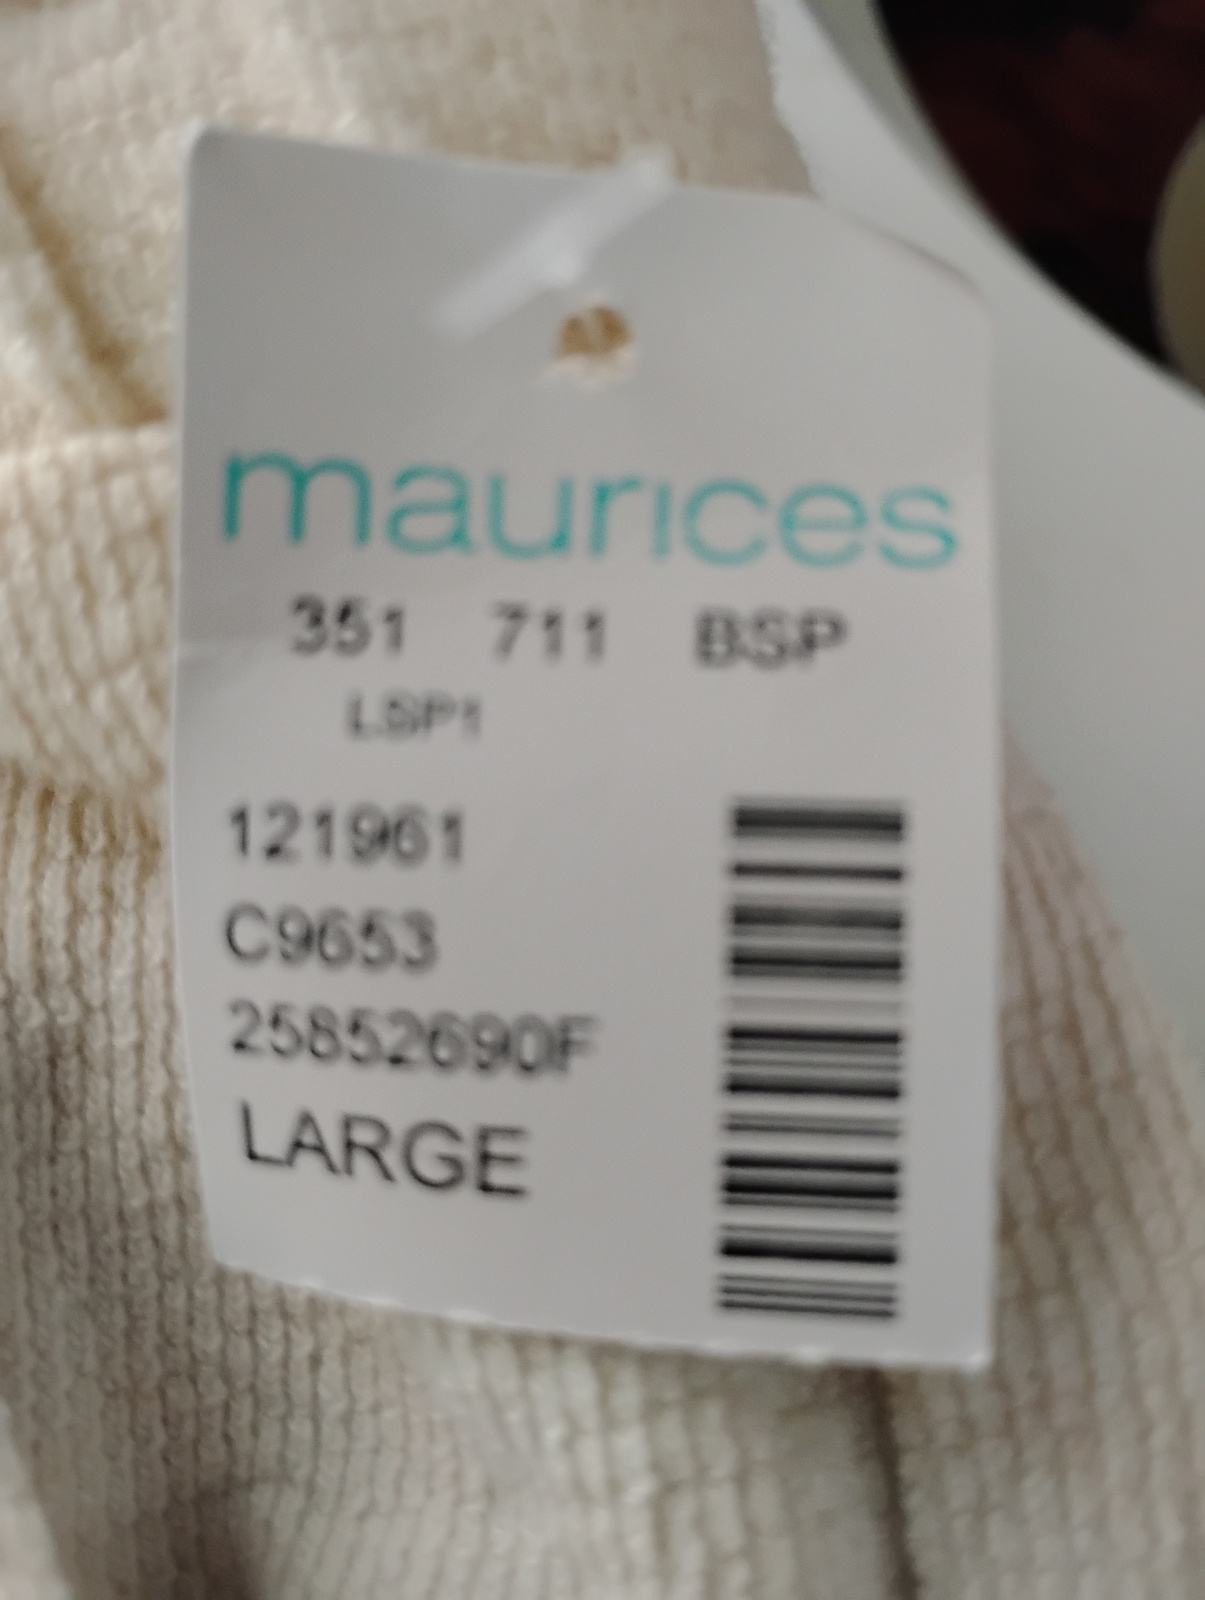 maurices
351 711 BSP
LSP1
121961
C9653
25852690F
LARGE